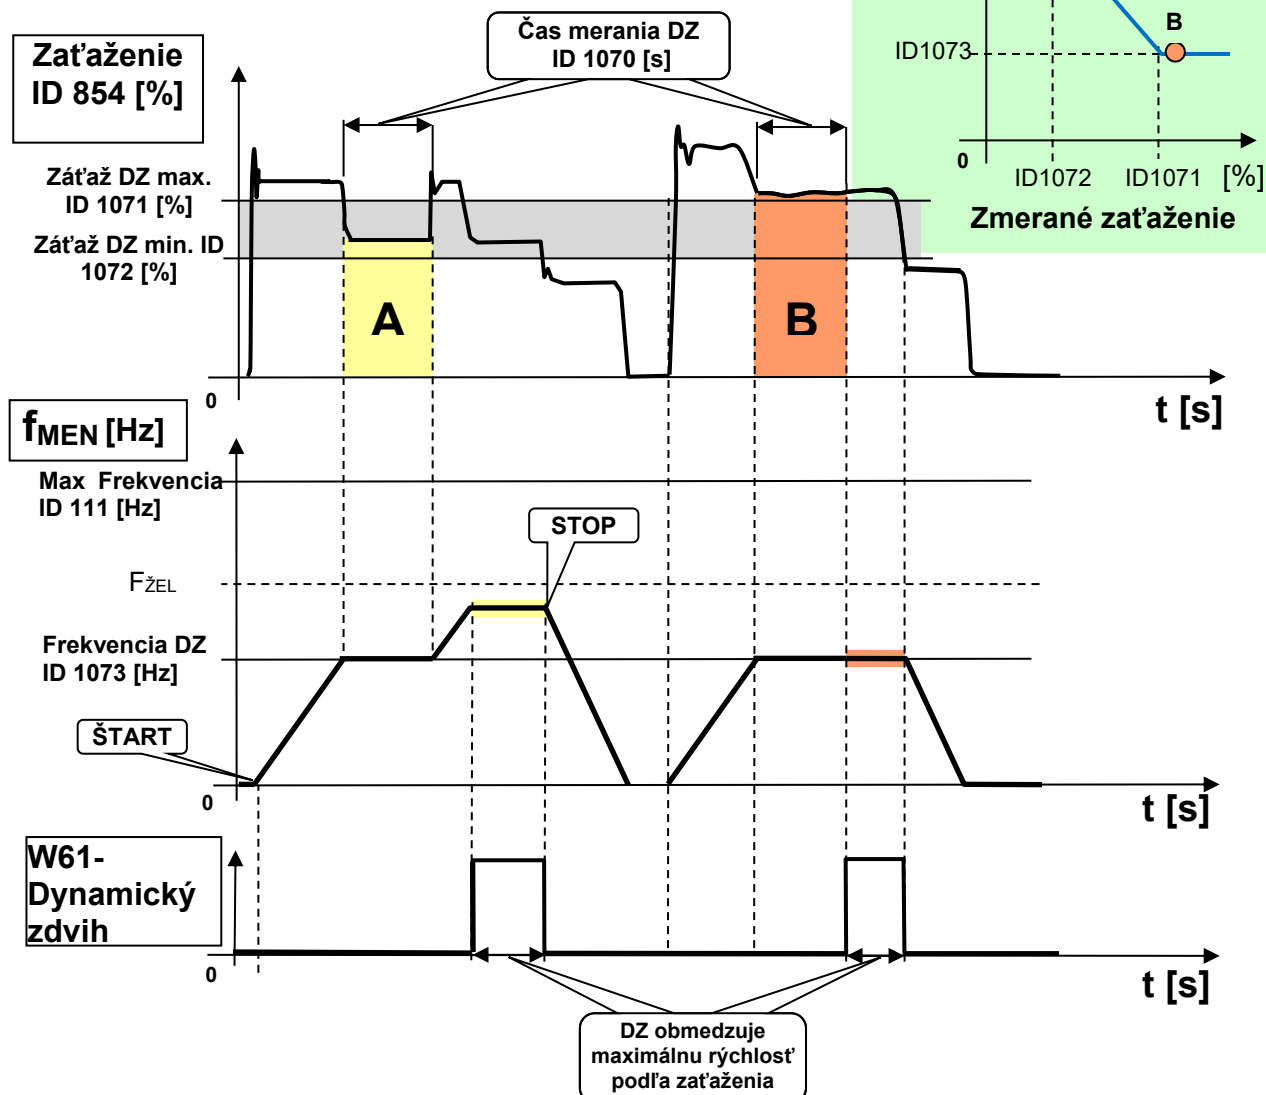 Zaťaženie
ID 854 [%]
Čas merania DZ
ID 1070 [s]
B
ID1073
0
ID1072
ID1071
[%]
Zmerané zaťaženie
Záťaž DZ max.
ID 1071 [%]
Záťaž DZ min. ID
1072 [%]
A
B
0
t [s]
fMEN [Hz]
Max Frekvencia
ID 111 [Hz]
STOP
FŽEL
Frekvencia DZ
ID 1073 [Hz]
ŠTART
0
t [s]
W61-
Dynamický
zdvih
0
t [s]
DZ obmedzuje
maximálnu rýchlosť
podľa zaťaženia